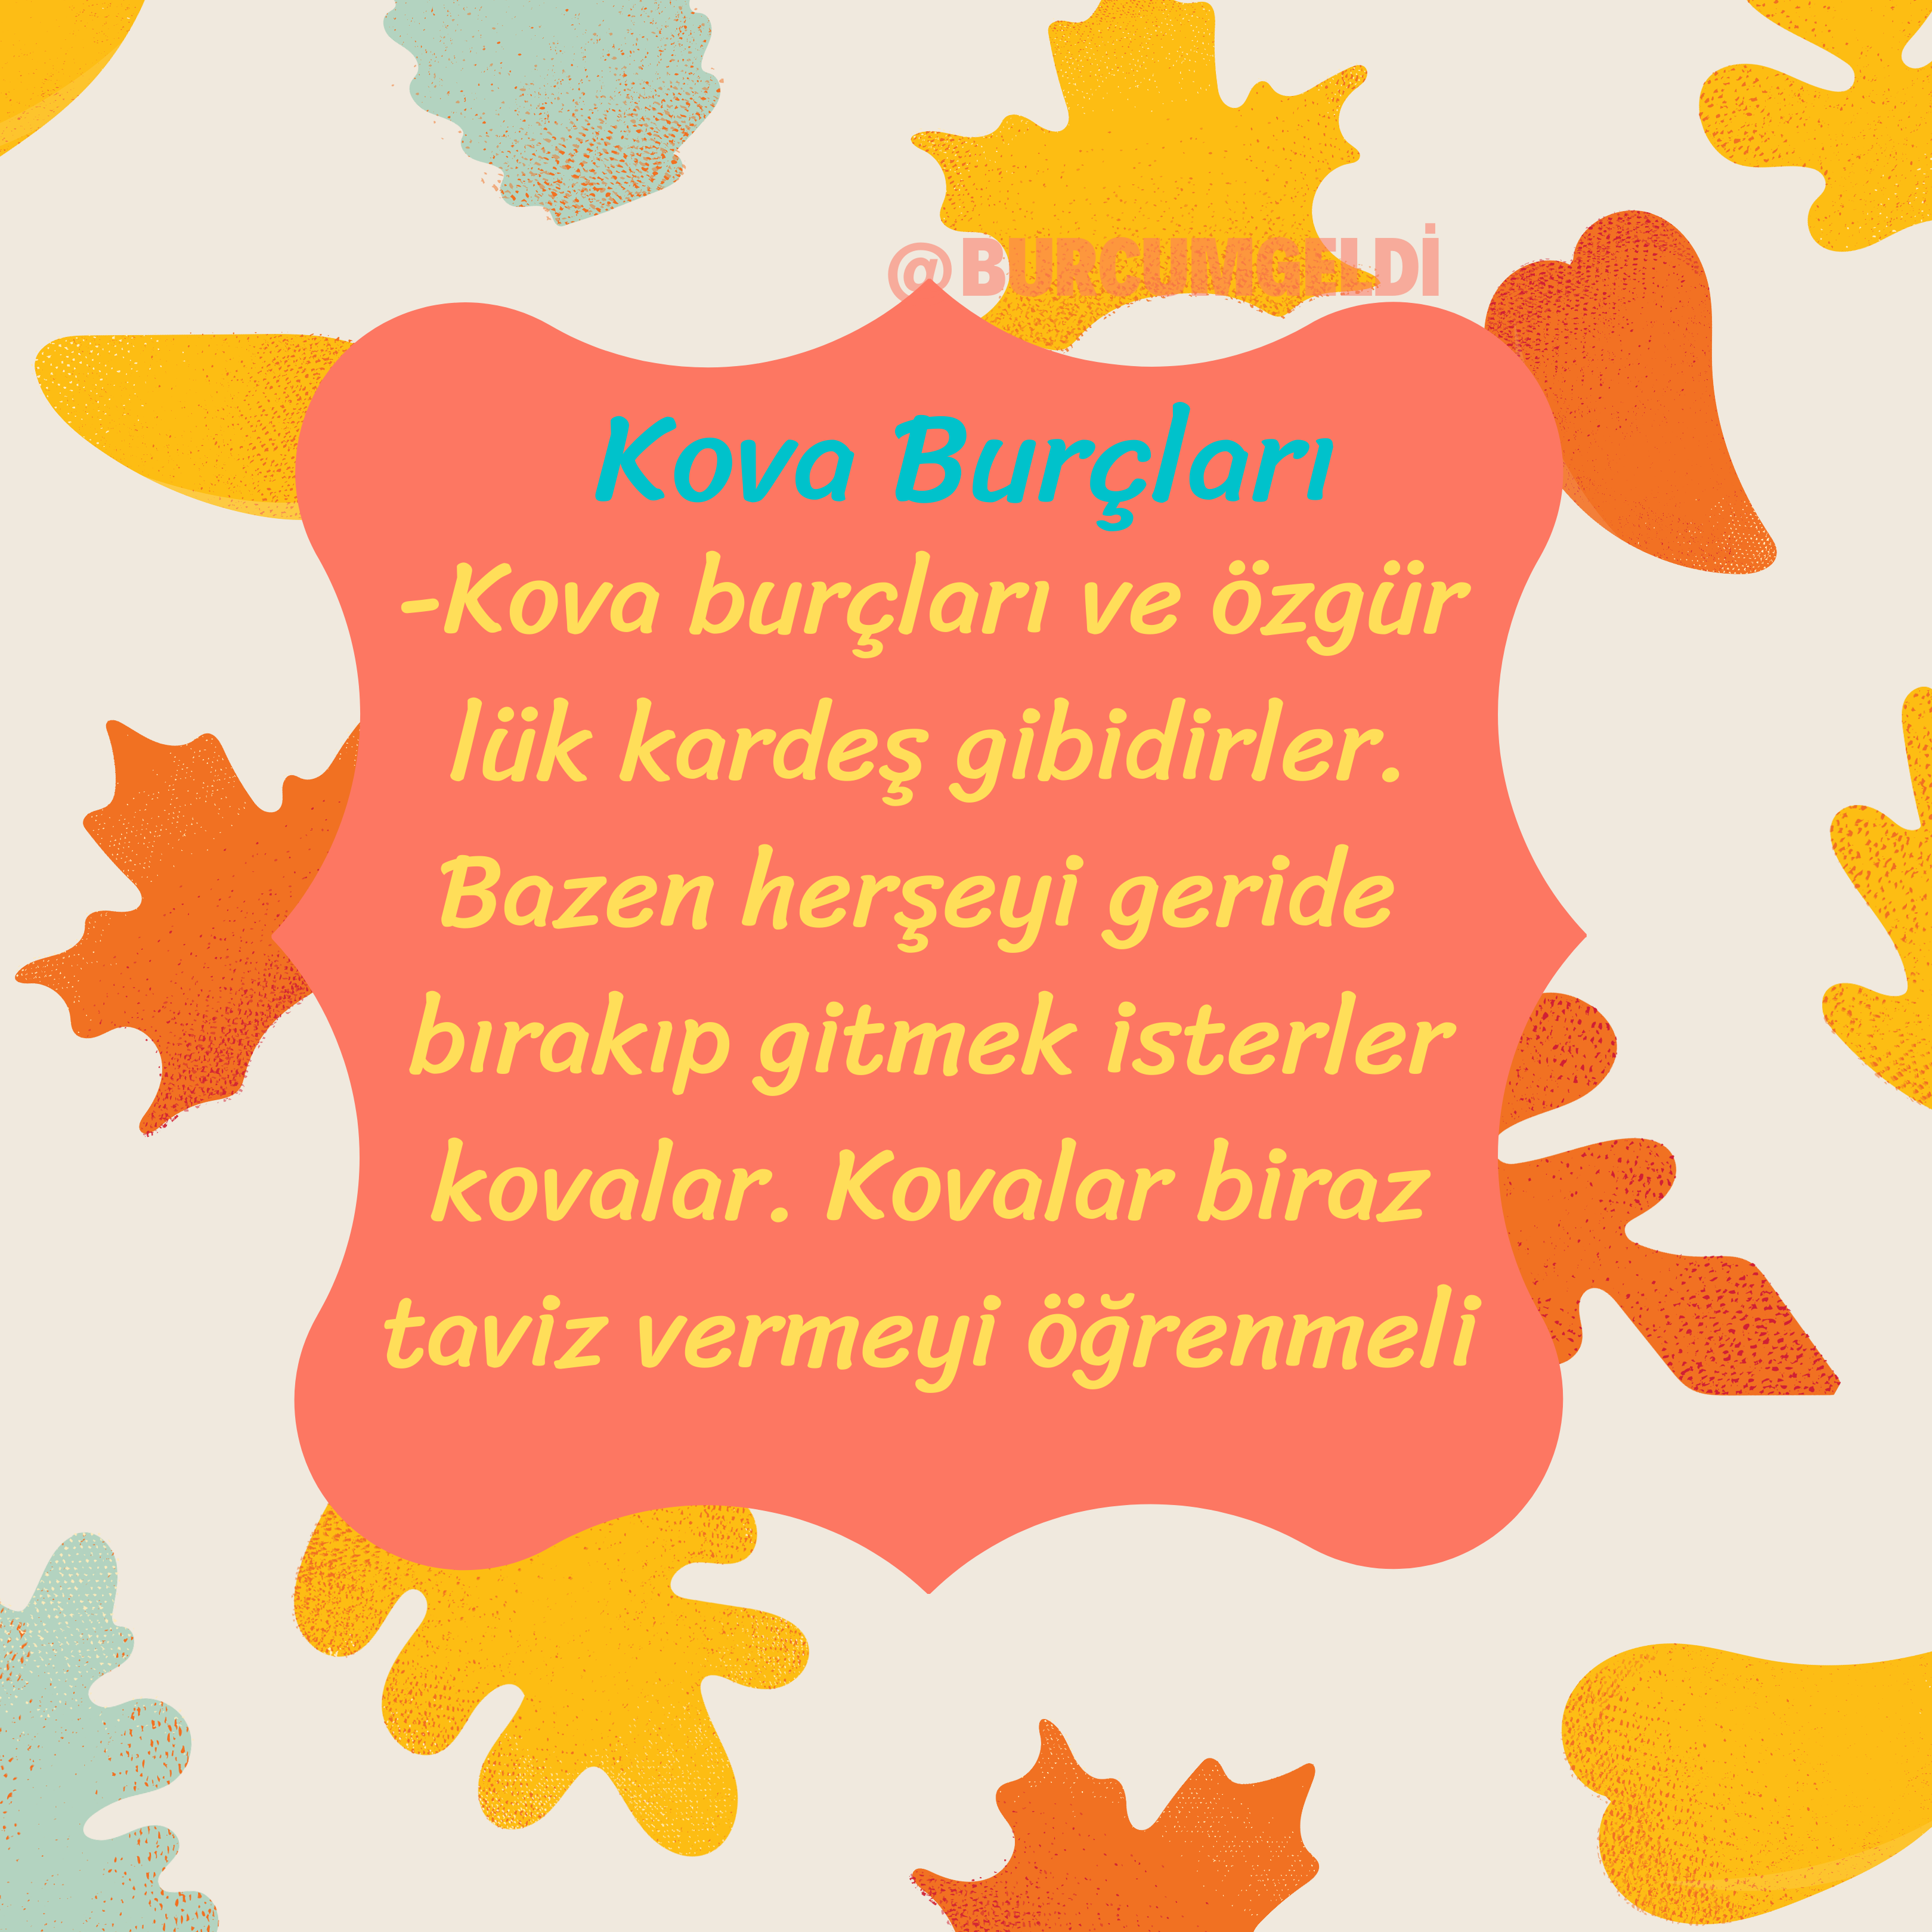 @BURCUMGELDİ
Kova Burçları
-Kova burçları ve özgür
lük kardeş gibidirler.
Bazen herşeyi geride
bırakıp gitmek isterler
kovalar. Kovalar biraz
taviz vermeyi öğrenmeli